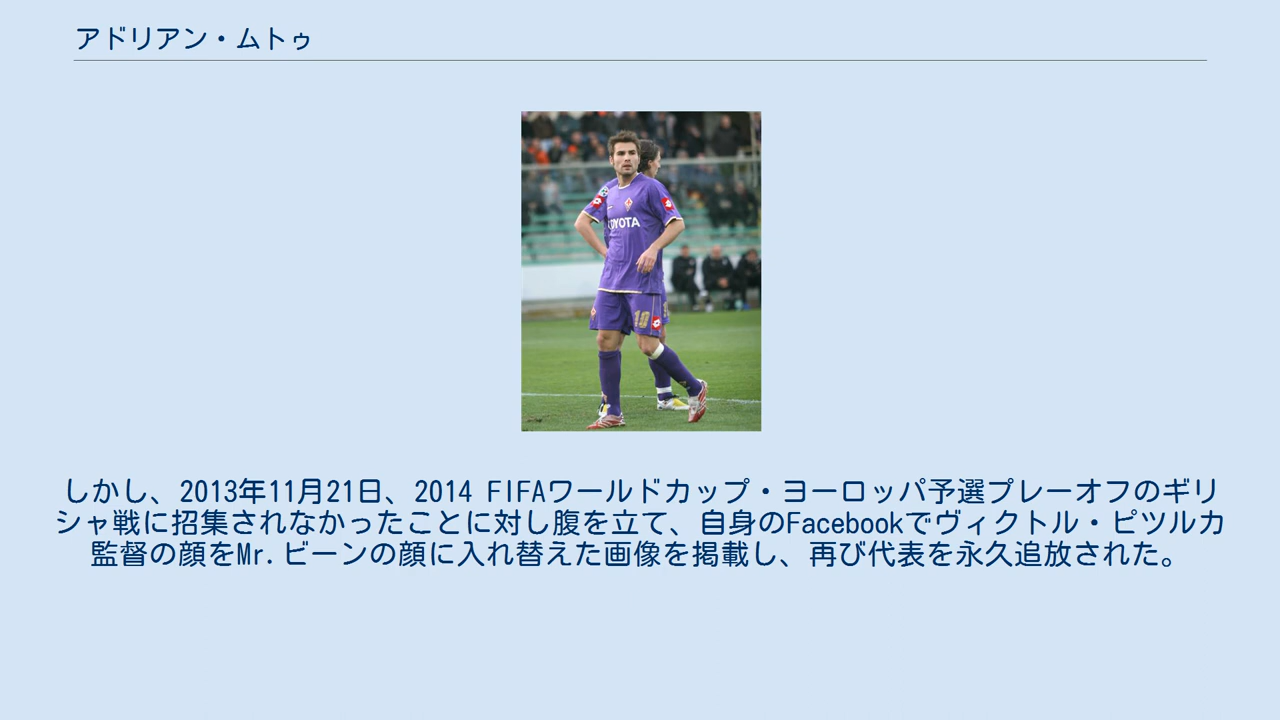 アドリアン・ムトゥ
TOYOTA
10
しかし、2013年11月21日、2014 FIFAワールドカップ・ヨーロッパ予選プレーオフのギリ
シャ戦に招集されなかったことに対し腹を立て、自身のFacebookでヴィクトル・ピツルカ
監督の顔をMr.ビーンの顔に入れ替えた画像を掲載し、再び代表を永久追放された。